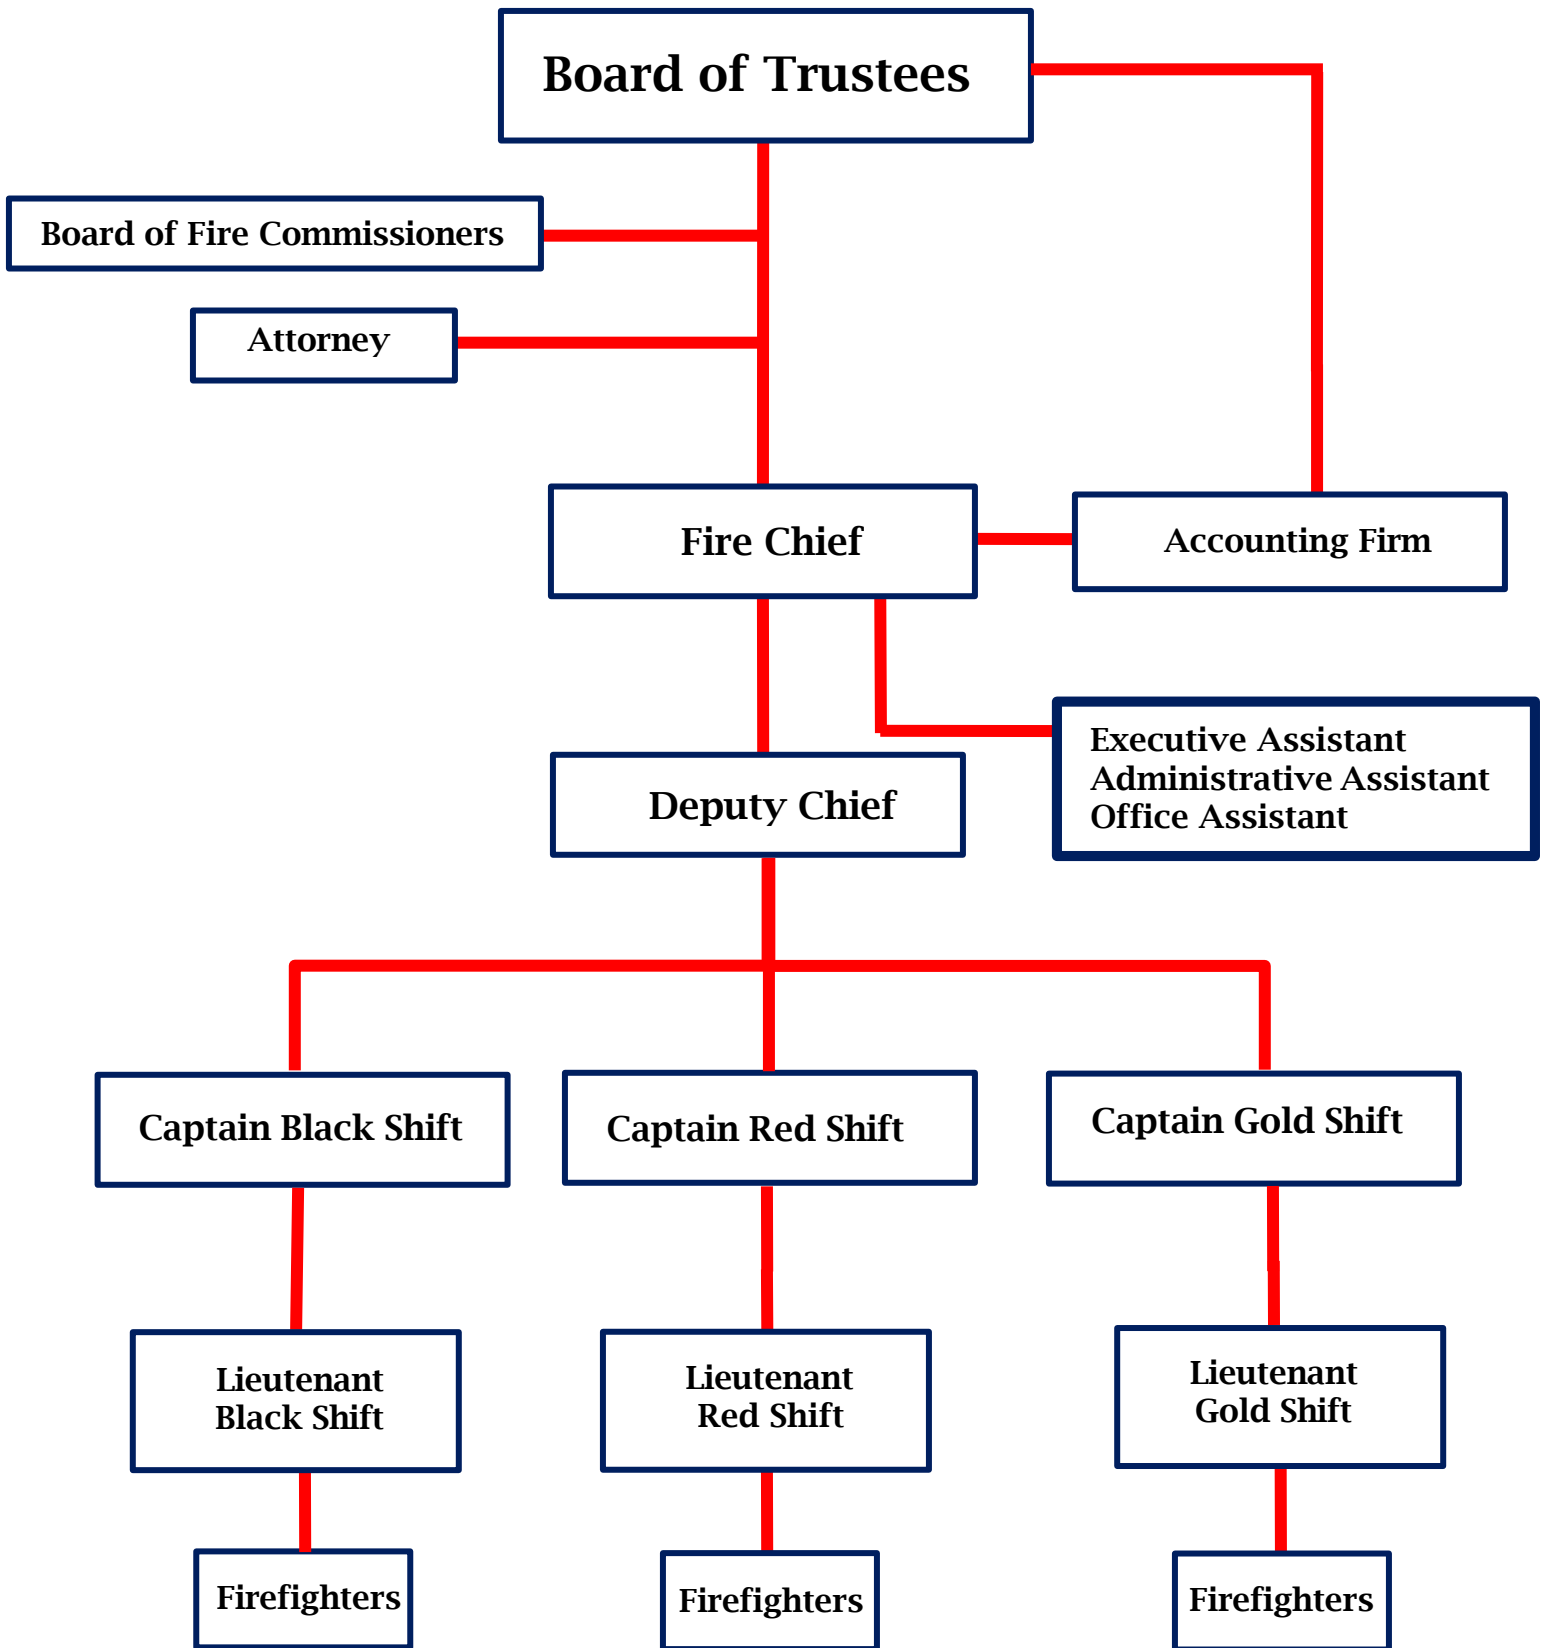 Board of Trustees
Board of Fire Commissioners
Attorney
Fire Chief
Accounting Firm
Executive Assistant
Administrative Assistant
Office Assistant
Deputy Chief
Captain Black Shift
Captain Red Shift
Captain Gold Shift
Lieutenant
Black Shift
Lieutenant
Red Shift
Lieutenant
Gold Shift
Firefighters
Firefighters
Firefighters